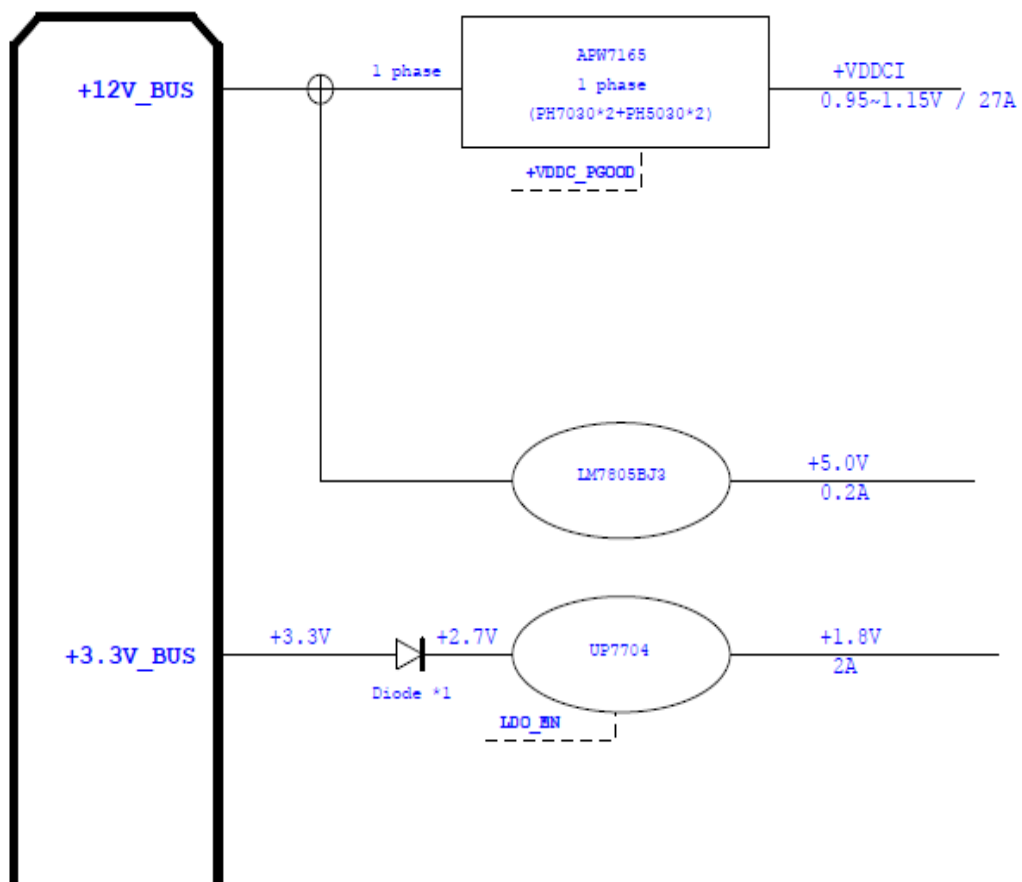 APW7165
1 phase
+VDDCI
+12V_BUS
1 phase
0.95~1.15V / 27A
(PH7030*2+PH5030*2)
+VDDC_PGOOD
LM7805BJ3
+5.0V
0.2A
+3.3V
+2.7V
+1.8V
+3.3V_BUS
UP7704
2A
Diode *1
LDO_EN